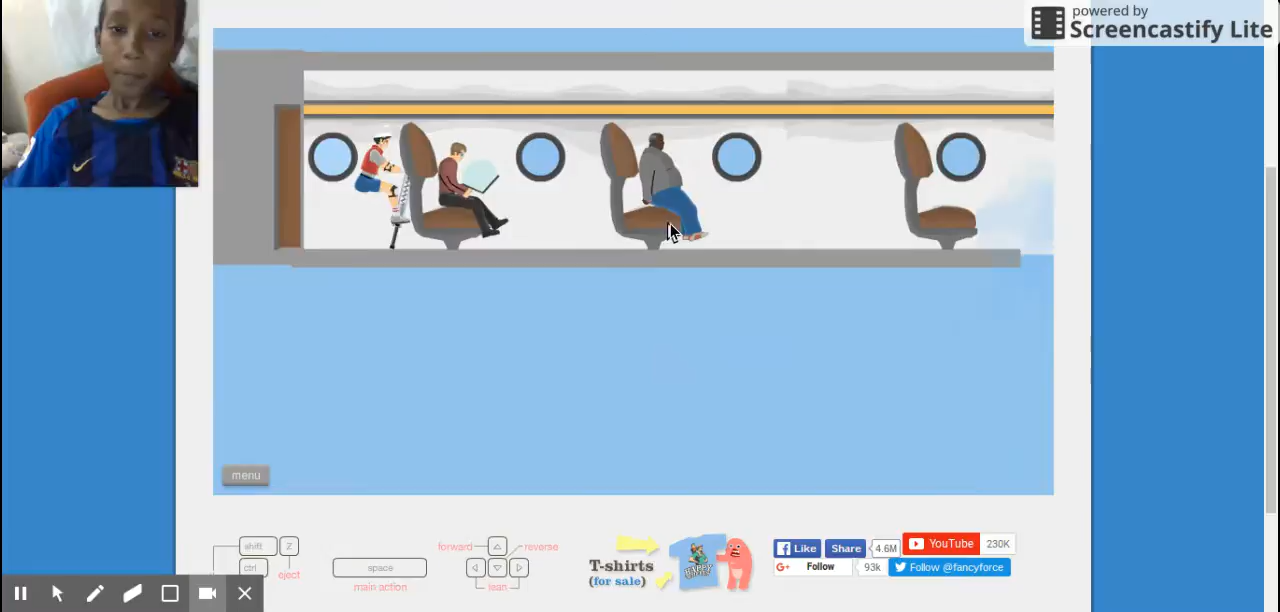 powered by
Screencastify Lite
menu
shift
Z
ctrl
eject
space
main action
forward
reverse
lean
T-shirts
(for sale)
Like
Share
4.6M
YouTube
230K
G+ Follow
93k
Follow @fancyforce